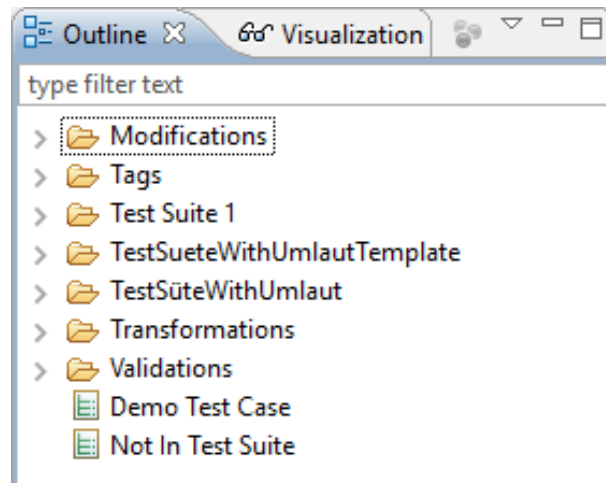 Outline Visualization
type filter text
Modifications
Tags
Test Suite 1
TestSueteWithUmlautTemplate
TestSüteWithUmlaut
Transformations
Validations
Demo Test Case
Not In Test Suite